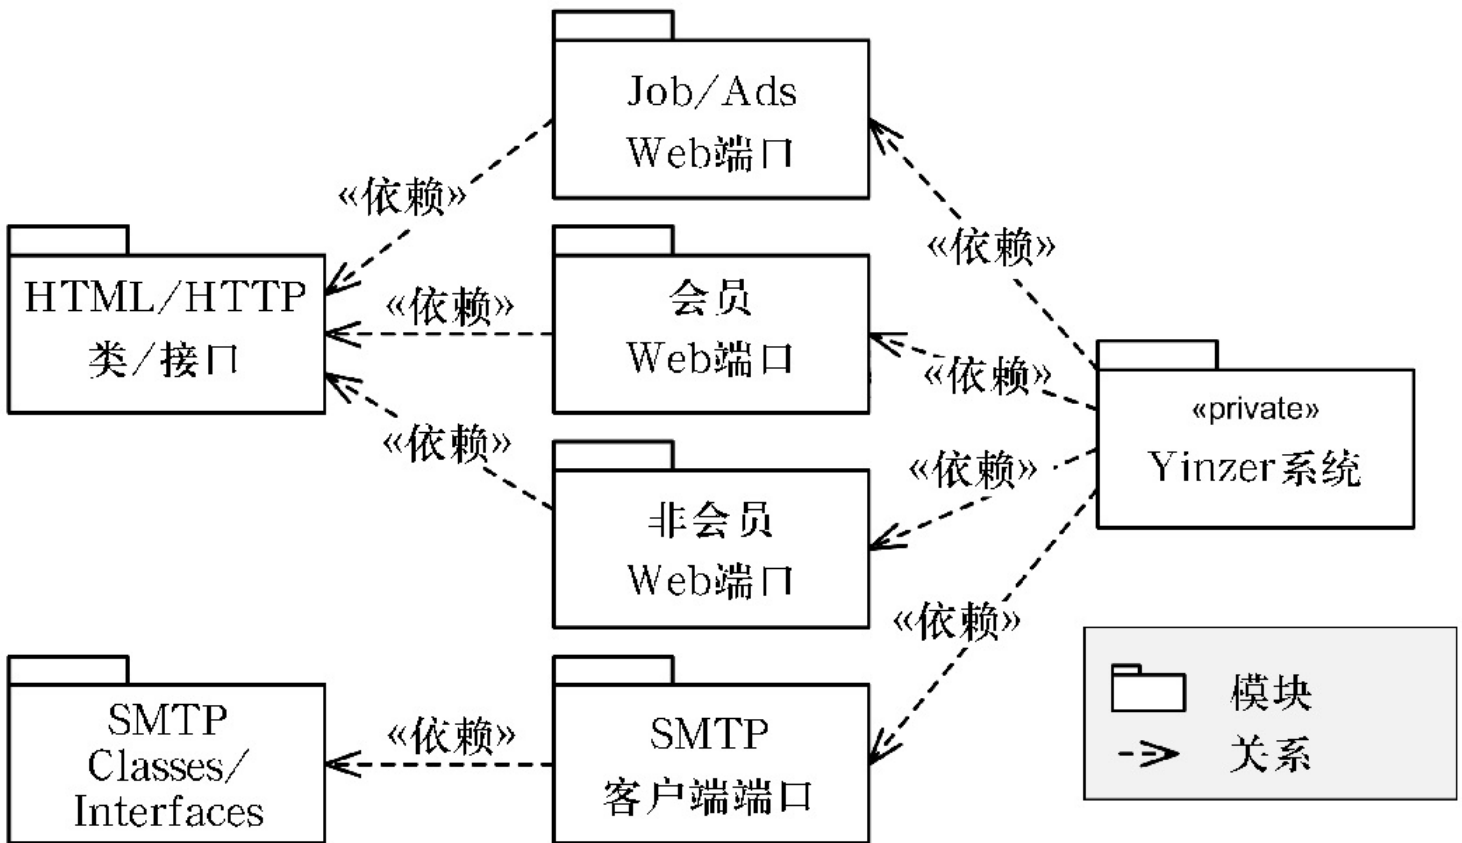 Job/Ads
Web端口
«依赖»
«依赖»
HTML/HTTP
类/接口
«依赖»
会员
Web端口
«依赖»
«private»
Yinzer系统
«依赖»
«依赖»
非会员
Web端口
«依赖»
SMTP
Classes/
Interfaces
«依赖»
SMTP
客户端端口
模块
关系